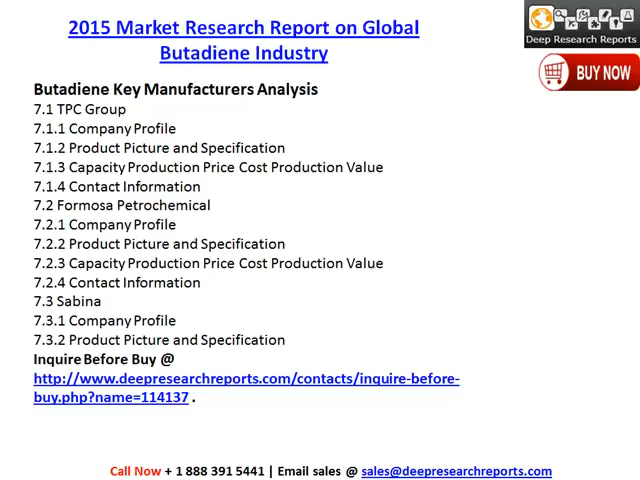 2015 Market Research Report on Global
Butadiene Industry
Deep Research Reports
BUY NOW
Butadiene Key Manufacturers Analysis
7.1 TPC Group
7.1.1 Company Profile
7.1.2 Product Picture and Specification
7.1.3 Capacity Production Price Cost Production Value
7.1.4 Contact Information
7.2 Formosa Petrochemical
7.2.1 Company Profile
7.2.2 Product Picture and Specification
7.2.3 Capacity Production Price Cost Production Value
7.2.4 Contact Information
7.3 Sabina
7.3.1 Company Profile
7.3.2 Product Picture and Specification
Inquire Before Buy @
http://www.deepresearchreports.com/contacts/inquire-before-
buy.php?name=114137 .
Call Now + 1 888 391 5441 | Email sales @ sales@deepresearchreports.com